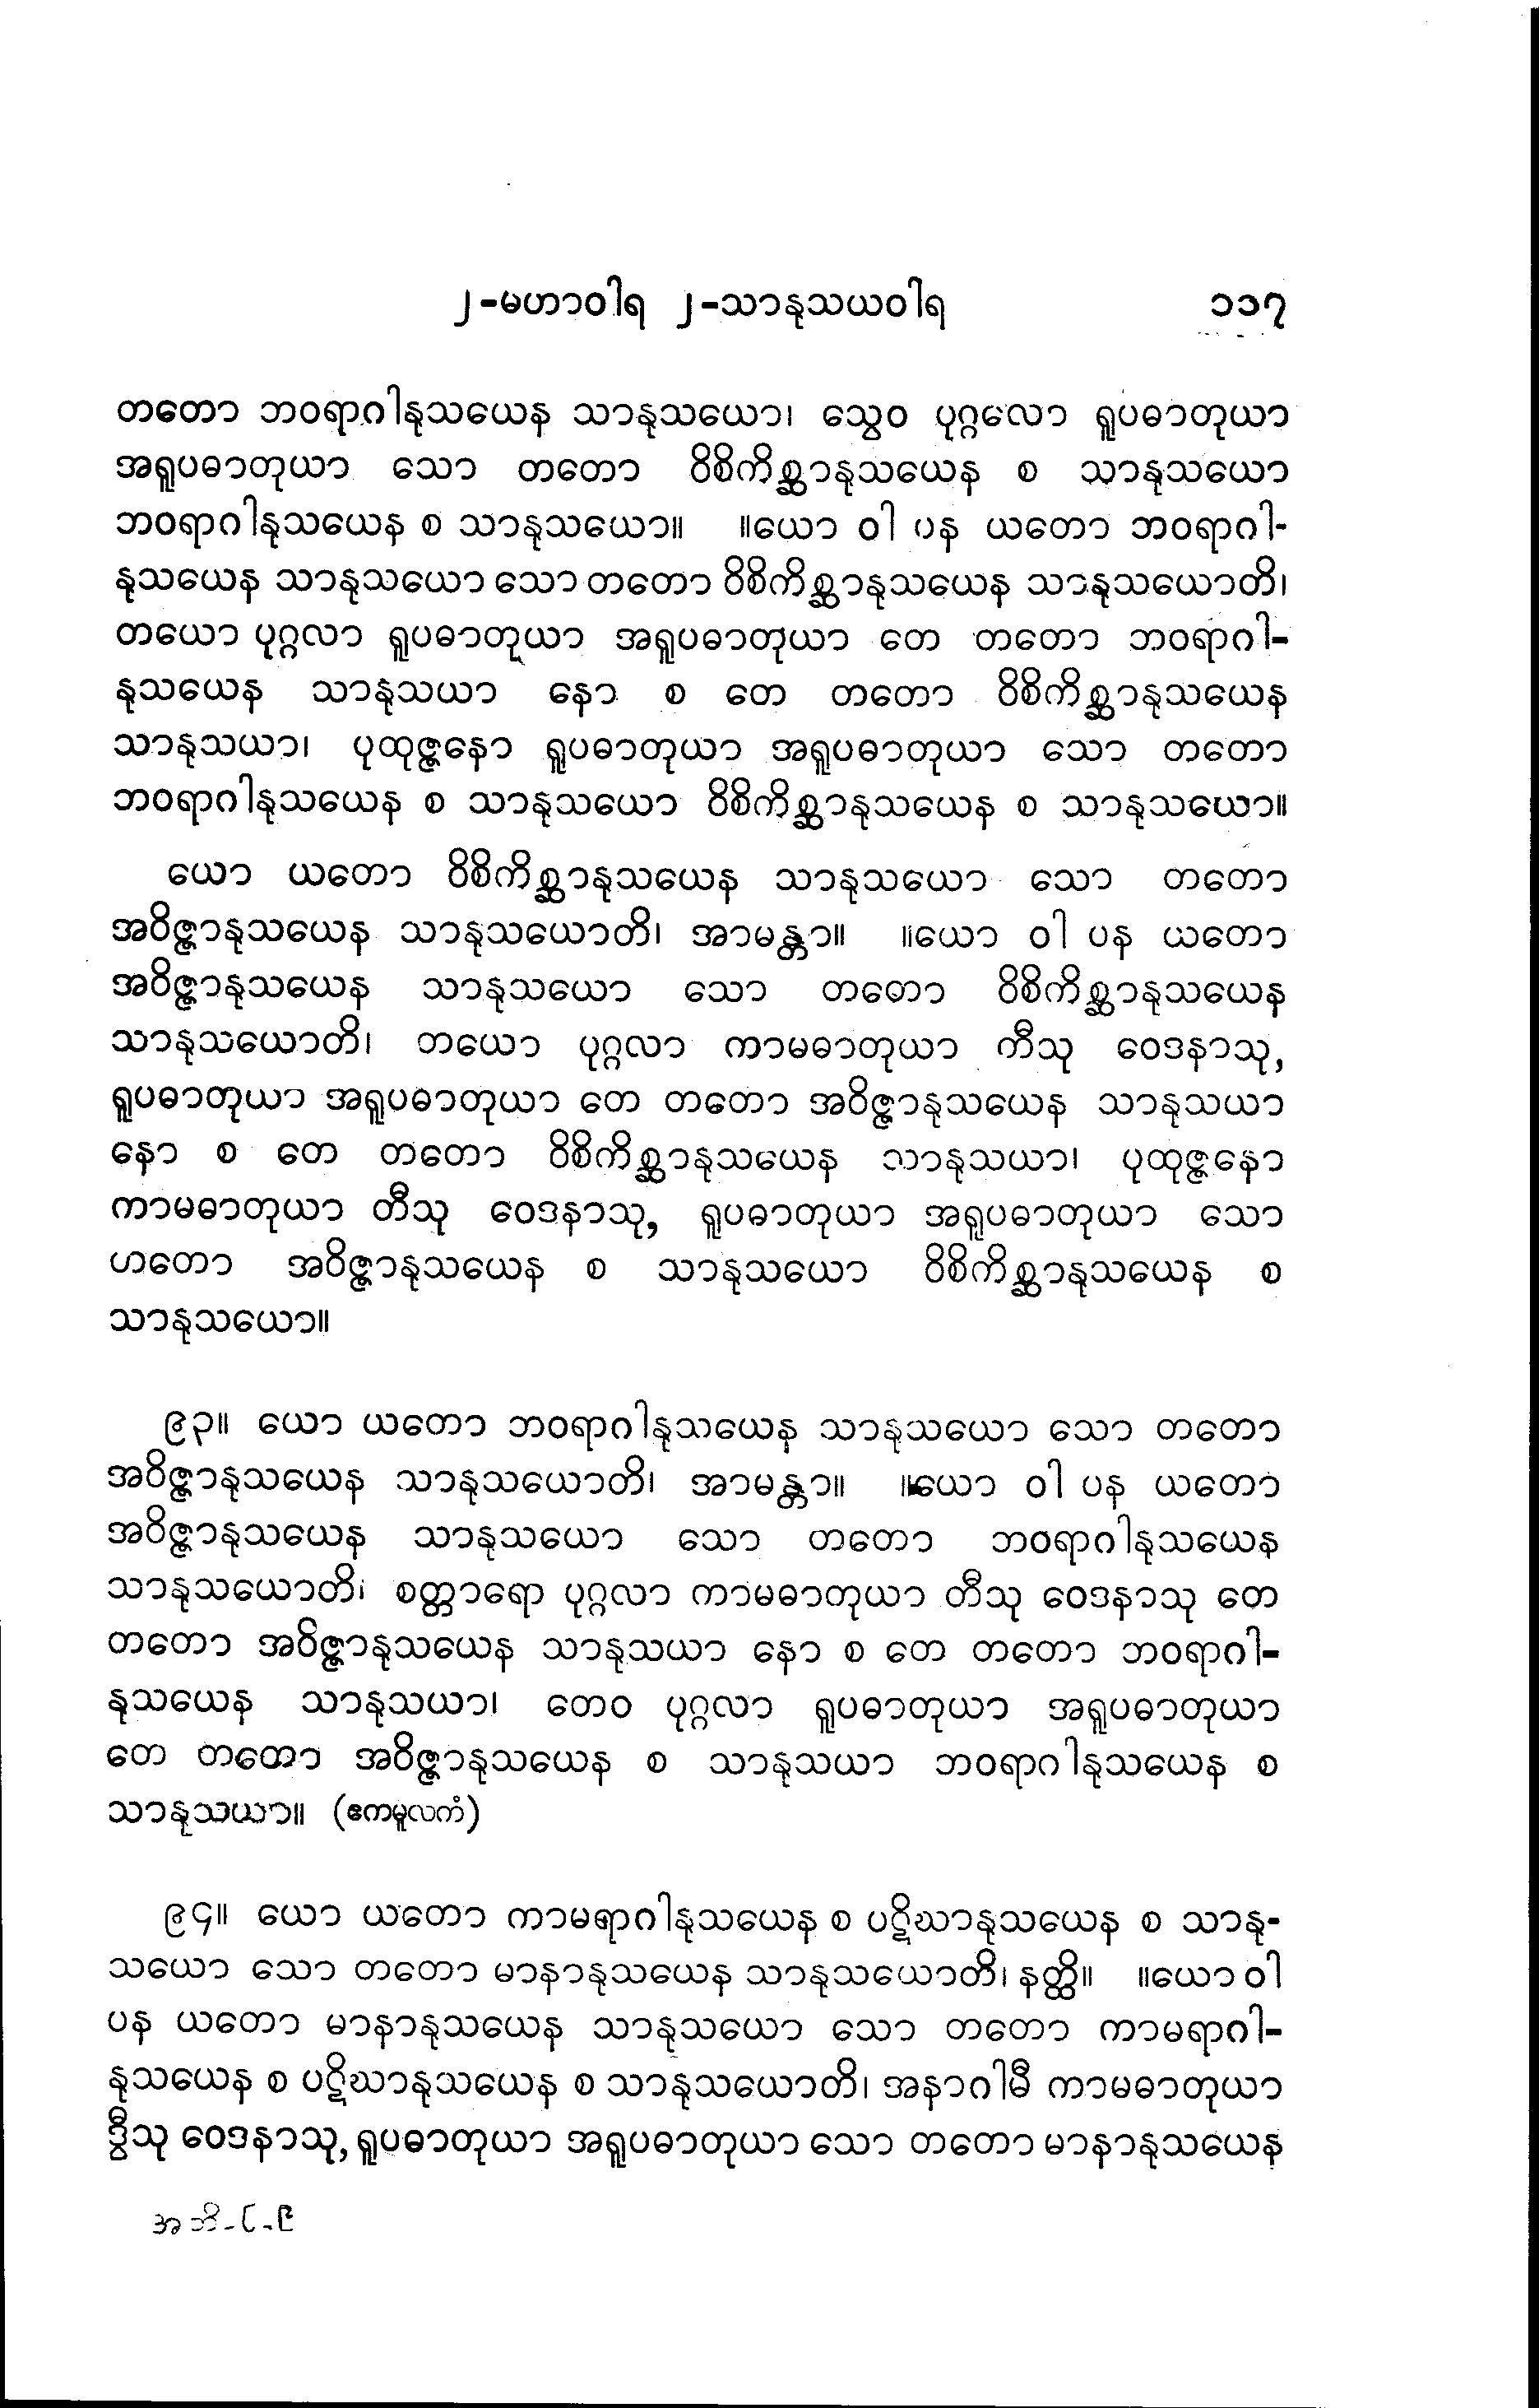 ၂-မဟာဝါရ ၂-သာနုသယဝါရ ၁၁၇
တတော ဘဝရာဂါနုသယေန သာနုသယော၊ သွေဝ ပုဂ္ဂလော ရူပဓာတုယာ
အရူပဓာတုယာ သော တတော ဝိစိကိစ္ဆာနုသယေန စ သာနုသယော
ဘဝရာဂါနုသယေန စ သာနုသယော။ ။ယော ဝါ ပန ယတော ဘဝရာဂါ-
နုသယေန သာနုသယော သော တတော ဝိစိကိစ္ဆာနုသယေန သာနုသယောတိ၊
တယော ပုဂ္ဂလာ ရူပဓာတုယာ အရူပဓာတုယာ တေ တတော ဘဝရာဂါ-
နုသယေန သာနုသယာ နော စ တေ တတော ဝိစိကိစ္ဆာနုသယေန
သာနုသယာ၊ ပုထုဇ္ဇနော ရူပဓာတုယာ အရူပဓာတုယာ သော တတော
ဘဝရာဂါနုသယေန စ သာနုသယော ဝိစိကိစ္ဆာနုသယေန စ သာနုသယော။
ယော ယတော ဝိစိကိစ္ဆာနုသယေန သာနုသယော သော တတော
အဝိဇ္ဇာနုသယေန သာနုသယောတိ၊ အာမန္တာ။ ။ယော ဝါ ပန ယတော
အဝိဇ္ဇာနုသယေန သာနုသယော သော တတော ဝိစိကိစ္ဆာနုသယေန
သာနုသယောတိ၊ တယော ပုဂ္ဂလာ ကာမဓာတုယာ တီသု ဝေဒနာသု,
ရူပဓာတုယာ အရူပဓာတုယာ တေ တတော အဝိဇ္ဇာနုသယေန သာနုသယာ
နော စ တေ တတော ဝိစိကိစ္ဆာနုသယေန သာနုသယာ၊ ပုထုဇ္ဇနော
ကာမဓာတုယာ တီသု ဝေဒနာသု, ရူပဓာတုယာ အရူပဓာတုယာ သော
တတော အဝိဇ္ဇာနုသယေန စ သာနုသယော ဝိစိကိစ္ဆာနုသယေန စ
သာနုသယော။
၉၃။ ယော ယတော ဘဝရာဂါနုသယေန သာနုသယော သော တတော
အဝိဇ္ဇာနုသယေန သာနုသယောတိ၊ အာမန္တာ။ ။ယော ဝါ ပန ယတော
အဝိဇ္ဇာနုသယေန သာနုသယော သော တတော ဘဝရာဂါနုသယေန
သာနုသယောတိ၊ စတ္တာရော ပုဂ္ဂလာ ကာမဓာတုယာ တီသု ဝေဒနာသု တေ
တတော အဝိဇ္ဇာနုသယေန သာနုသယာ နော စ တေ တတော ဘဝရာဂါ-
နုသယေန သာနုသယာ၊ တေဝ ပုဂ္ဂလာ ရူပဓာတုယာ အရူပဓာတုယာ
တေ တတော အဝိဇ္ဇာနုသယေန စ သာနုသယာ ဘဝရာဂါနုသယေန စ
သာနုသယာ။ (ဧကမူလကံ)
၉၄။ ယော ယတော ကာမရာဂါနုသယေန စ ပဋိဃာနုသယေန စ သာနု-
သယော သော တတော မာနာနုသယေန သာနုသယောတိ၊ နတ္ထိ။ ။ယော ဝါ
ပန ယတော မာနာနုသယေန သာနုသယော သော တတော ကာမရာဂါ-
နုသယေန စ ပဋိဃာနုသယေန စ သာနုသယောတိ၊ အနာဂါမီ ကာမဓာတုယာ
ဒွီသု ဝေဒနာသု, ရူပဓာတုယာ အရူပဓာတုယာ သော တတော မာနာနုသယေန
အဘိ-၆-၉